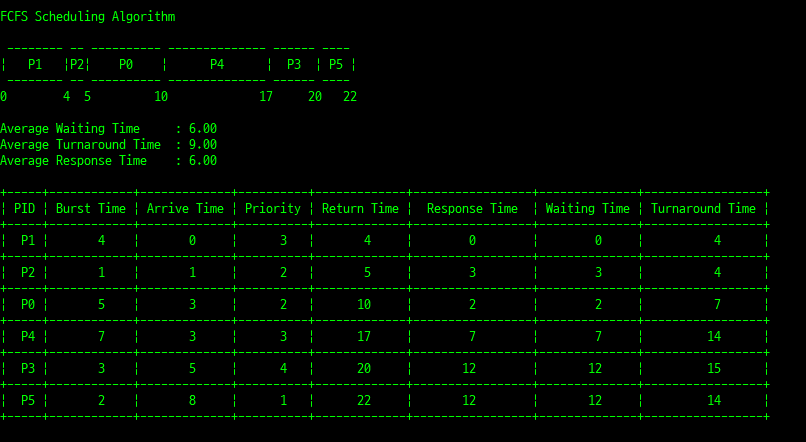 FCFS Scheduling Algorithm
--------- -- ----------- ---------------- ------ ----
¦ P1 ¦P2¦ P0 ¦ P4 ¦ P3 ¦ P5 ¦
--------- -- ----------- ---------------- ------ ----
0 4 5 10 17 20 22
Average Waiting Time : 6.00
Average Turnaround Time : 9.00
Average Response Time : 6.00
+-----+------------+-------------+----------+-------------+-----------------+--------------+-----------------+
¦ PID ¦ Burst Time ¦ Arrive Time ¦ Priority ¦ Return Time ¦ Response Time ¦ Waiting Time ¦ Turnaround Time ¦
+-----+------------+-------------+----------+-------------+-----------------+--------------+-----------------+
¦ P1 ¦ 4 ¦ 0 ¦ 3 ¦ 4 ¦ 0 ¦ 0 ¦ 4 ¦
+-----+------------+-------------+----------+-------------+-----------------+--------------+-----------------+
¦ P2 ¦ 1 ¦ 1 ¦ 2 ¦ 5 ¦ 3 ¦ 3 ¦ 4 ¦
+-----+------------+-------------+----------+-------------+-----------------+--------------+-----------------+
¦ P0 ¦ 5 ¦ 3 ¦ 2 ¦ 10 ¦ 2 ¦ 2 ¦ 7 ¦
+-----+------------+-------------+----------+-------------+-----------------+--------------+-----------------+
¦ P4 ¦ 7 ¦ 3 ¦ 3 ¦ 17 ¦ 7 ¦ 7 ¦ 14 ¦
+-----+------------+-------------+----------+-------------+-----------------+--------------+-----------------+
¦ P3 ¦ 3 ¦ 5 ¦ 4 ¦ 20 ¦ 12 ¦ 12 ¦ 15 ¦
+-----+------------+-------------+----------+-------------+-----------------+--------------+-----------------+
¦ P5 ¦ 2 ¦ 8 ¦ 1 ¦ 22 ¦ 12 ¦ 12 ¦ 14 ¦
+-----+------------+-------------+----------+-------------+-----------------+--------------+-----------------+